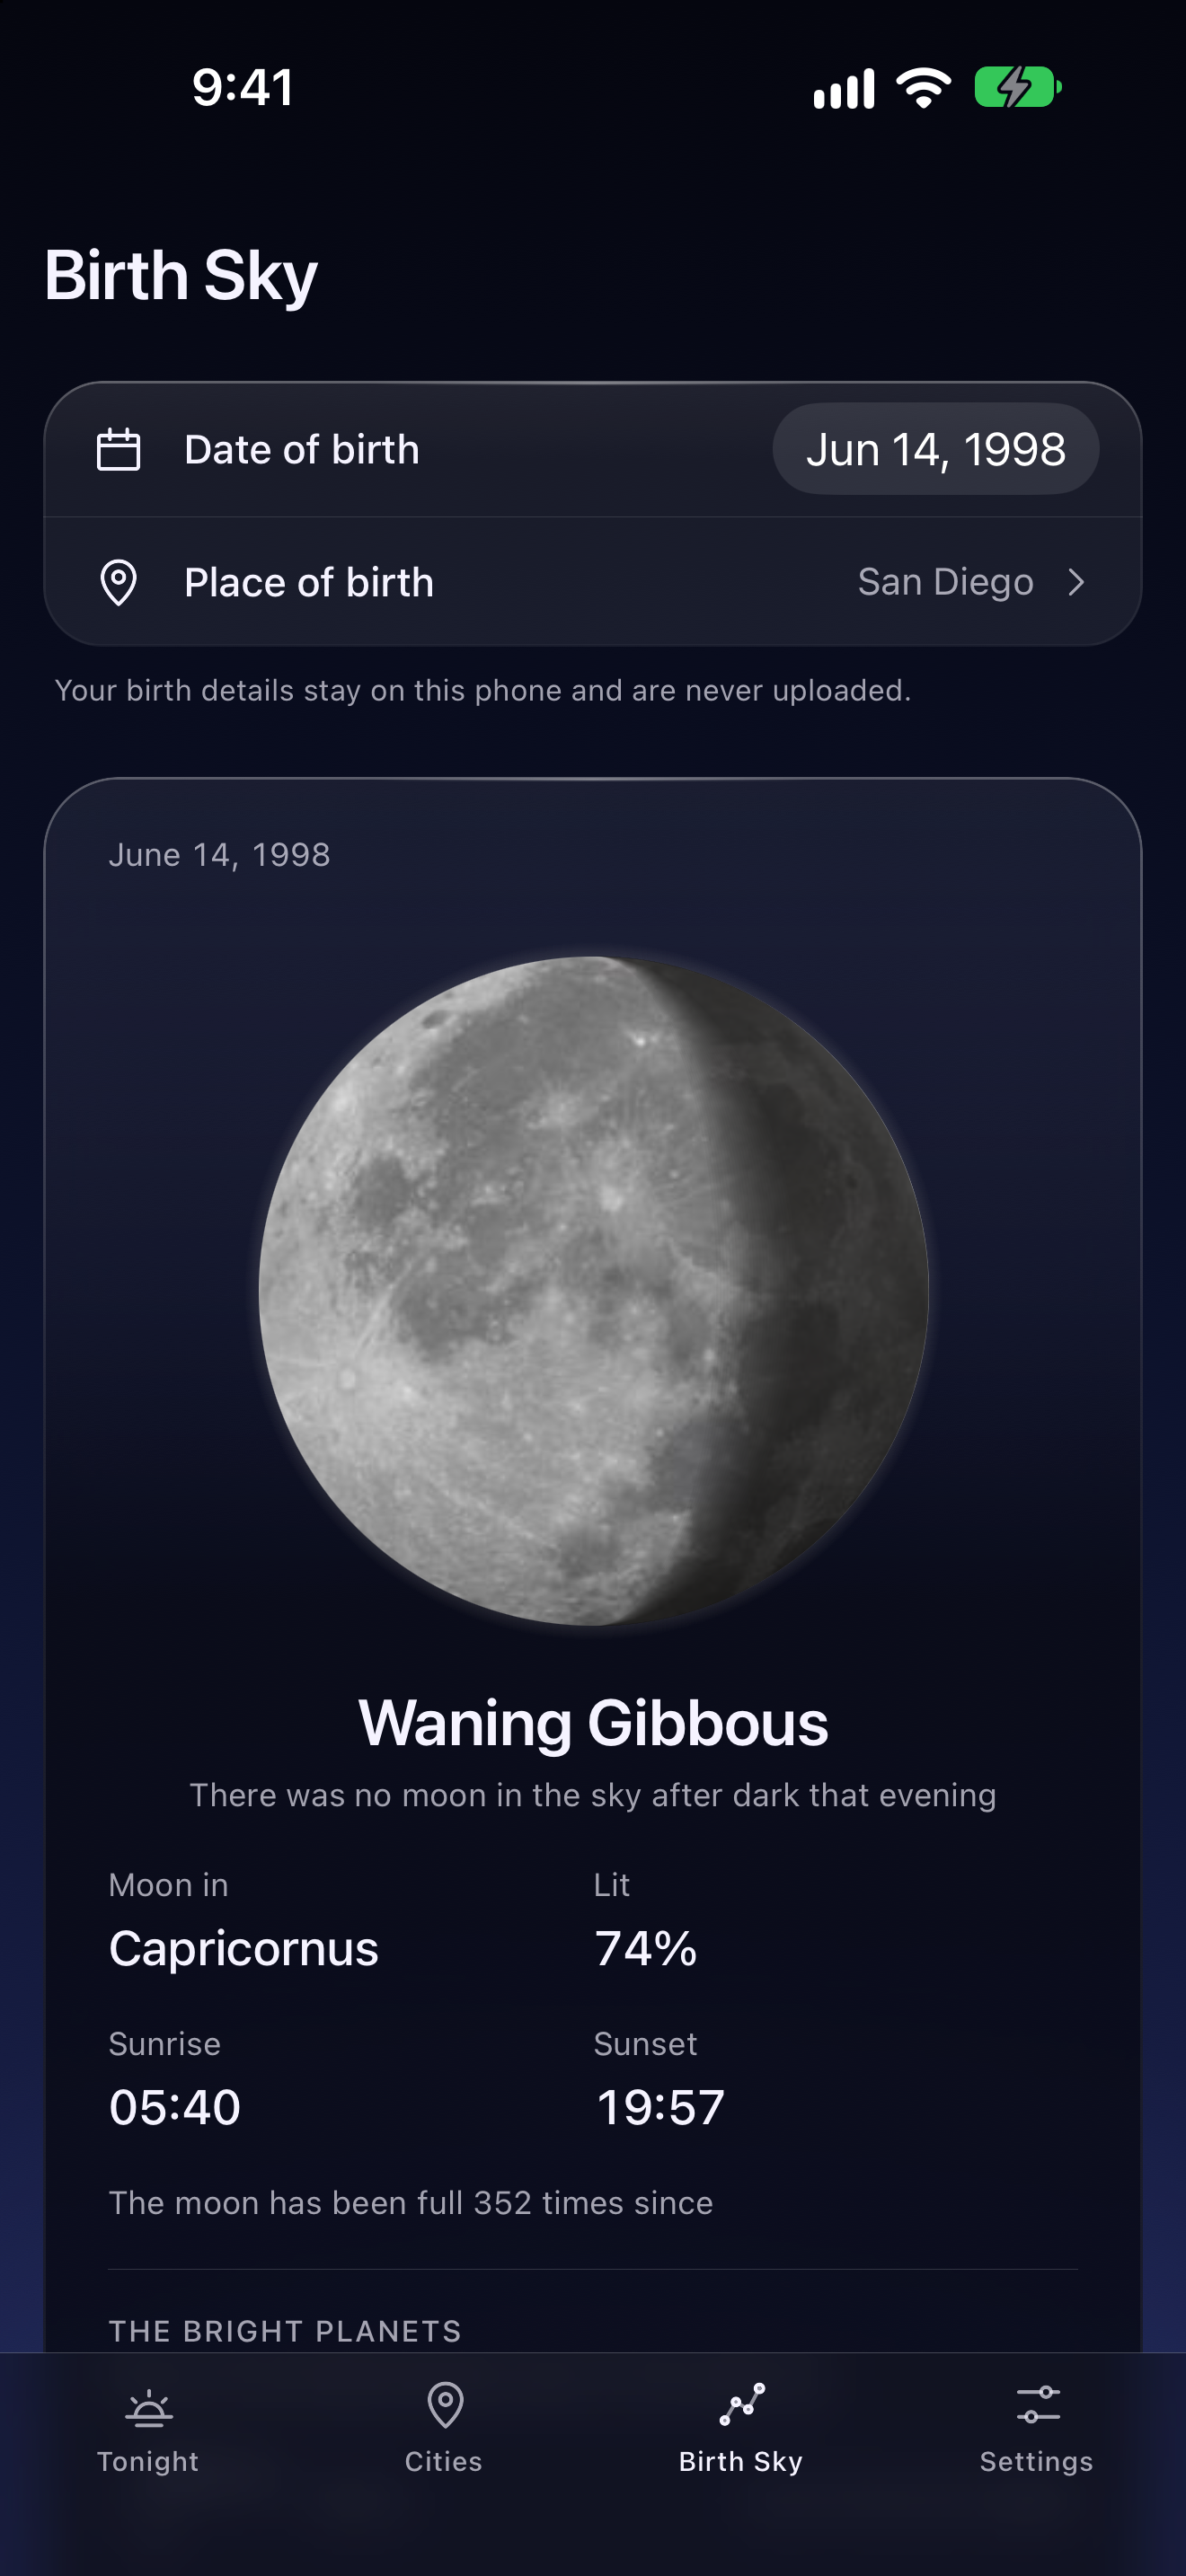 9:41
Birth Sky
Date of birth
Jun 14, 1998
Place of birth
San Diego
Your birth details stay on this phone and are never uploaded.
June 14, 1998
Waning Gibbous
There was no moon in the sky after dark that evening
Moon in
Lit
Capricornus
74%
Sunrise
Sunset
05:40
19:57
The moon has been full 352 times since
THE BRIGHT PLANETS
Tonight
Cities
Birth Sky
Settings